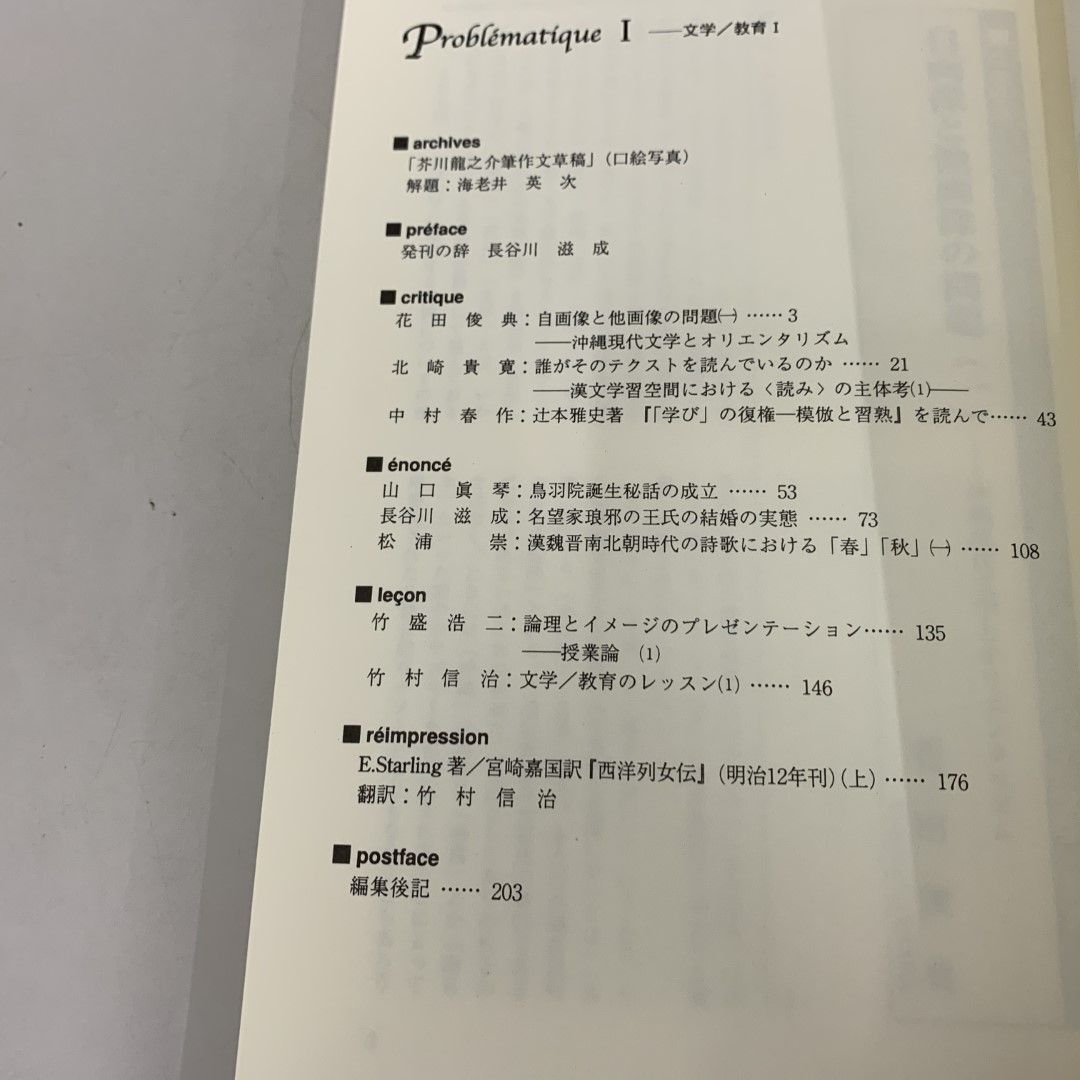 Problématique I ──文学／教育 I
■ archives
「芥川龍之介筆作文草稿」（口絵写真）
解題：海老井 英 次
■ préface
発刊の辞 長谷川 滋 成
■ critique
花 田 俊 典：自画像と他画像の問題㈠ …… 3
──沖縄現代文学とオリエンタリズム
北 崎 貴 寛：誰がそのテクストを読んでいるのか …… 21
──漢文学習空間における〈読み〉の主体考⑴──
中 村 春 作：辻本雅史著 『「学び」の復権─模倣と習熟』を読んで…… 43
■ énoncé
山 口 眞 琴：鳥羽院誕生秘話の成立 …… 53
長谷川 滋 成：名望家琅邪の王氏の結婚の実態 …… 73
松 浦 崇：漢魏晋南北朝時代の詩歌における「春」「秋」㈠ …… 108
■ leçon
竹 盛 浩 二：論理とイメージのプレゼンテーション…… 135
──授業論 ⑴
竹 村 信 治：文学／教育のレッスン⑴ …… 146
■ réimpression
E.Starling 著／宮崎嘉国訳『西洋列女伝』（明治12年刊）（上）…… 176
翻訳：竹 村 信 治
■ postface
編集後記 …… 203